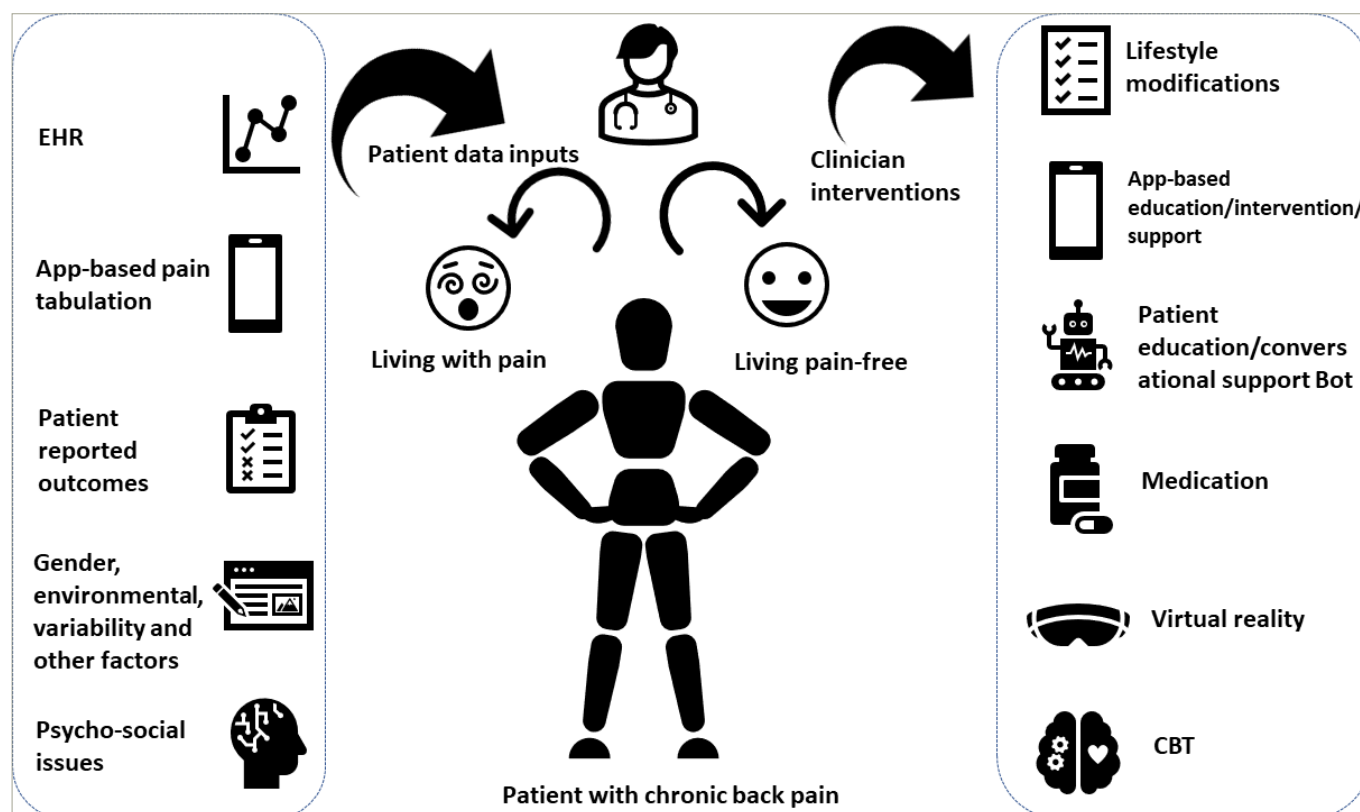 EHR
App-based pain
tabulation
Patient
reported
outcomes
Gender,
environmental,
variability and
other factors
Psycho-social
issues
Patient data inputs
Clinician
interventions
Living with pain
Living pain-free
Patient with chronic back pain
Lifestyle
modifications
App-based
education/intervention/
support
Patient
education/convers
ational support Bot
Medication
Virtual reality
CBT